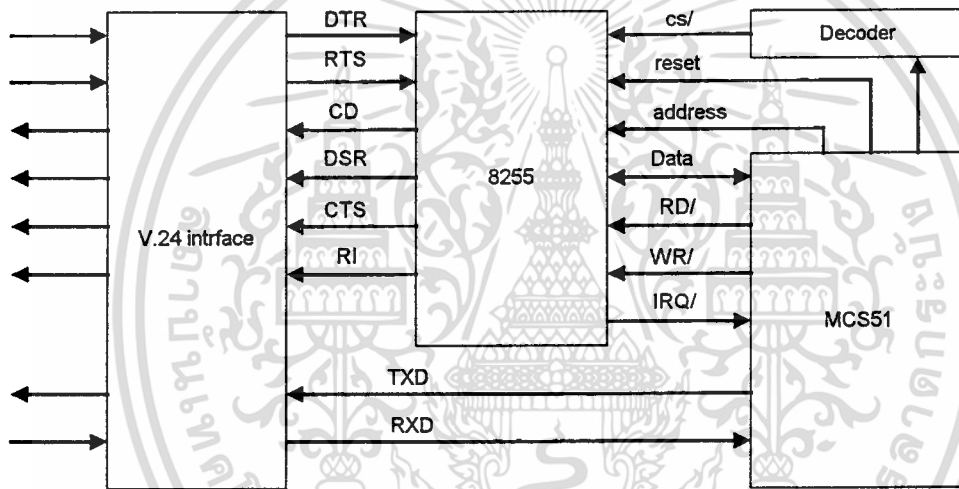 DTR
RTS
CD
DSR
CTS
RI
TXD
RXD
V.24 intrface
8255
cs/
reset
address
Data
RD/
WR/
IRQ/
Decoder
MCS51